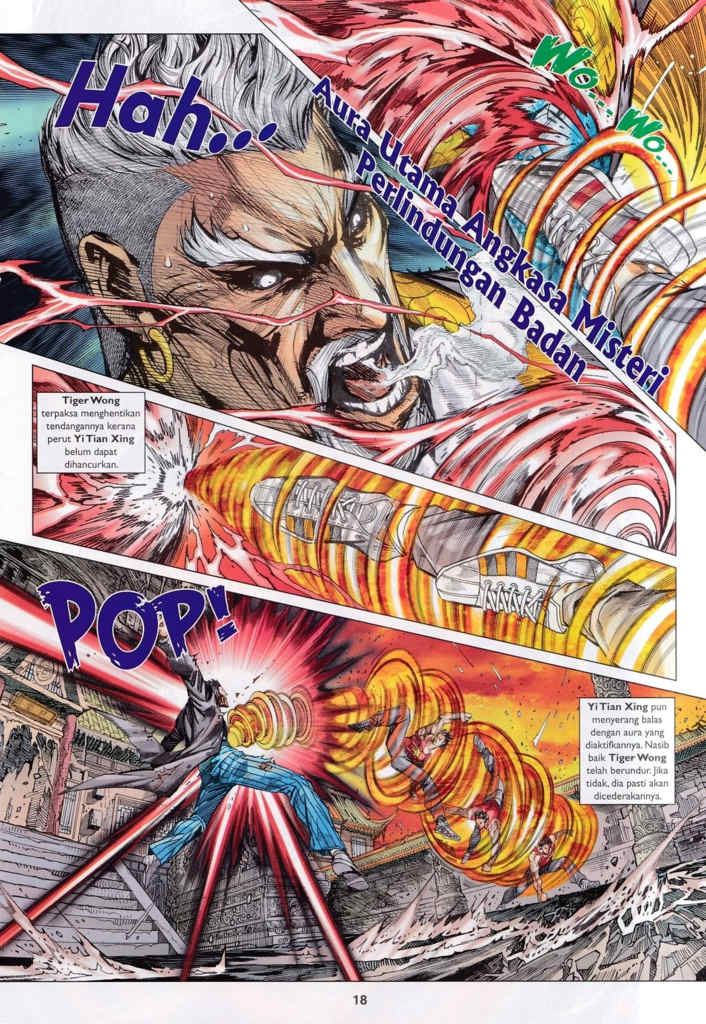 Hah...
Wo...
Wo...
Aura Utama Angkasa Misteri
Perlindungan Badan
Tiger Wong
terpaksa menghentikan
tendangannya kerana
perut Yi Tian Xing
belum dapat
dihancurkan.
POP!
Yi Tian Xing pun
menyerang balas
dengan aura yang
diaktifkannya. Nasib
baik Tiger Wong
telah berundur. Jika
tidak, dia pasti akan
dicederakannya.
18